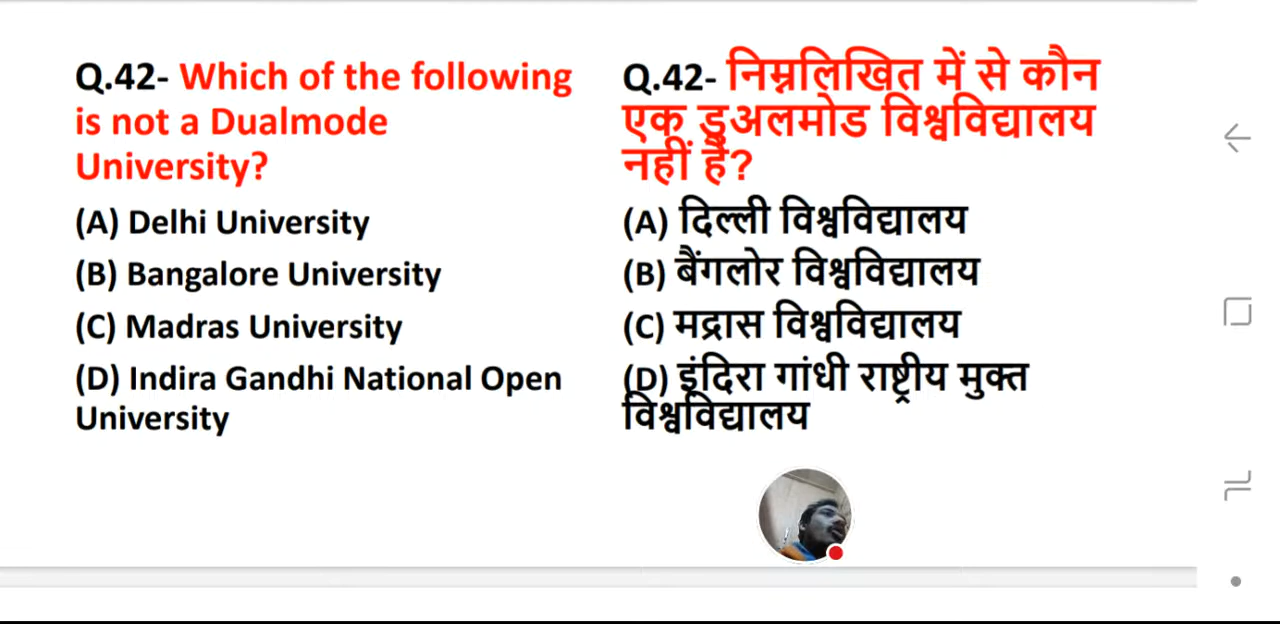 Q.42- Which of the following
is not a Dualmode
University?
(A) Delhi University
(B) Bangalore University
(C) Madras University
(D) Indira Gandhi National Open
University
Q.42- निम्नलिखित में से कौन
एक डुअलमोड विश्वविद्यालय
नहीं है?
(A) दिल्ली विश्वविद्यालय
(B) बैंगलोर विश्वविद्यालय
(C) मद्रास विश्वविद्यालय
(D) इंदिरा गांधी राष्ट्रीय मुक्त
विश्वविद्यालय